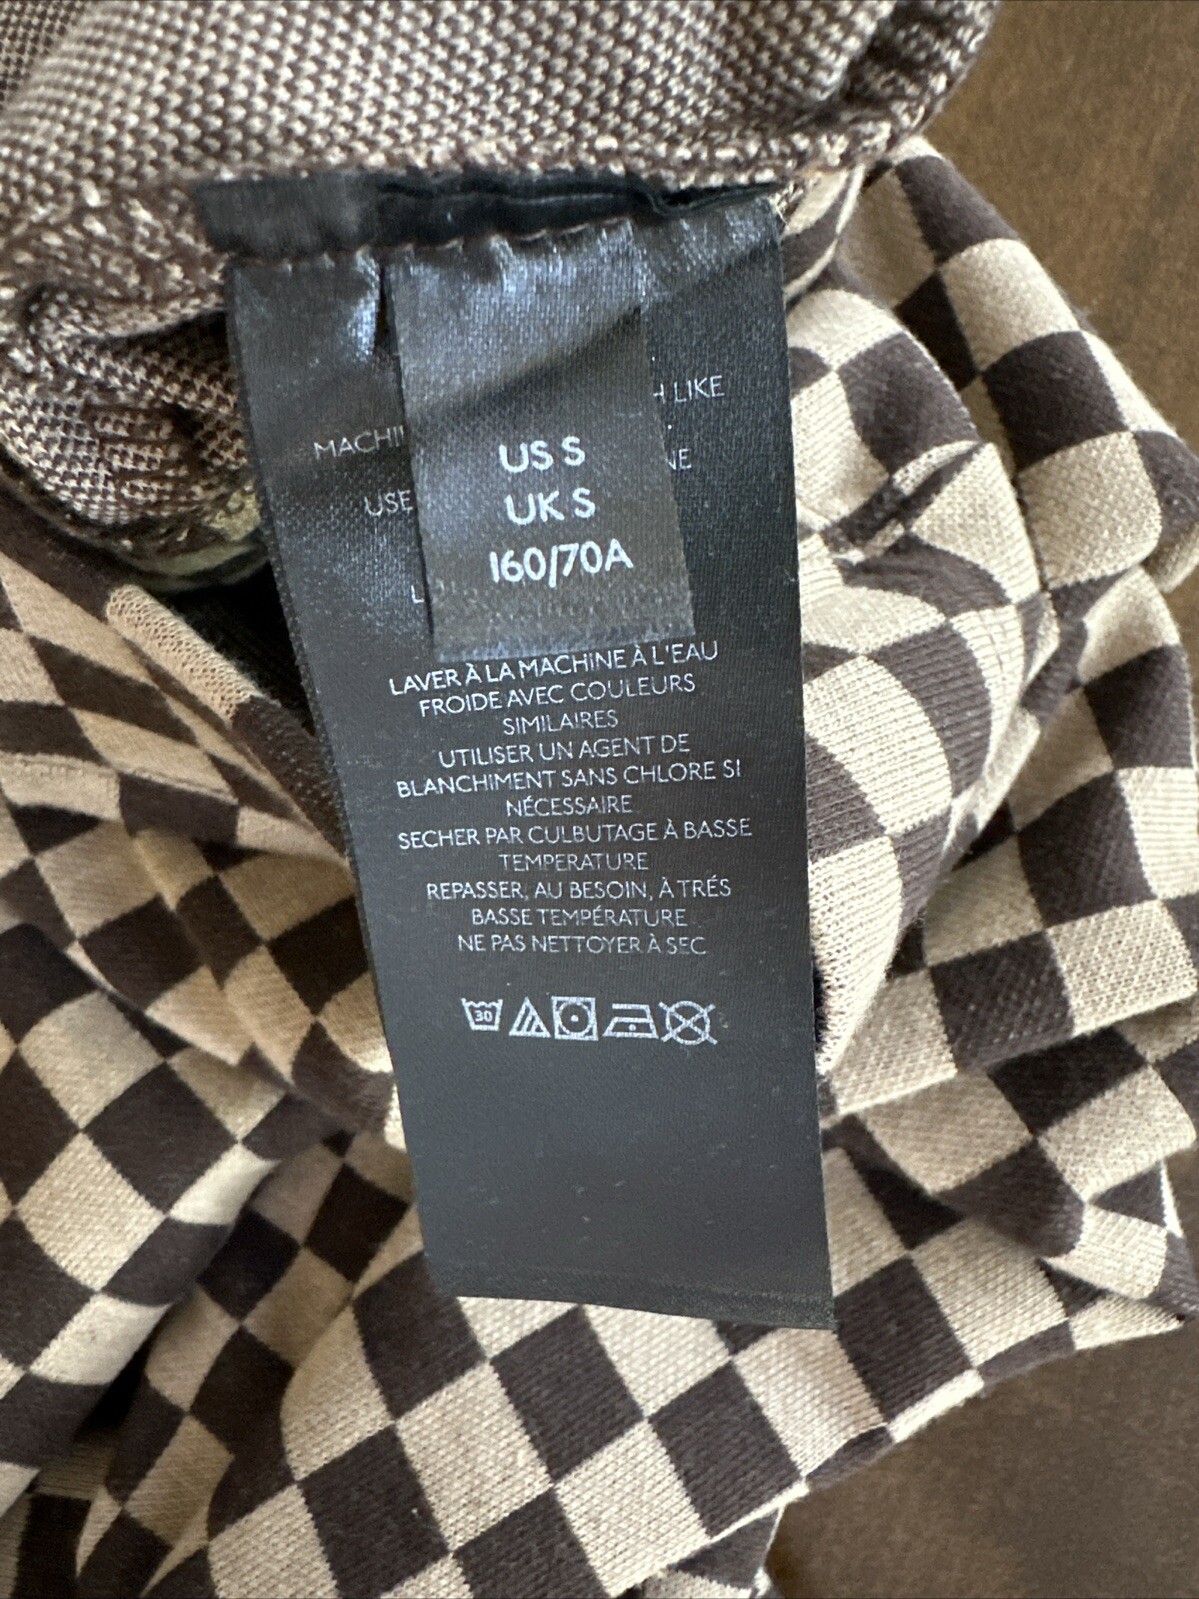 H LIKE
MACHI
NE
USE
US S
UK S
160/70A
L
LAVER À LA MACHINE À L'EAU
FROIDE AVEC COULEURS
SIMILAIRES
UTILISER UN AGENT DE
BLANCHIMENT SANS CHLORE SI
NÉCESSAIRE
SECHER PAR CULBUTAGE À BASSE
TEMPERATURE
REPASSER, AU BESOIN, À TRÉS
BASSE TEMPÉRATURE
NE PAS NETTOYER À SEC
30